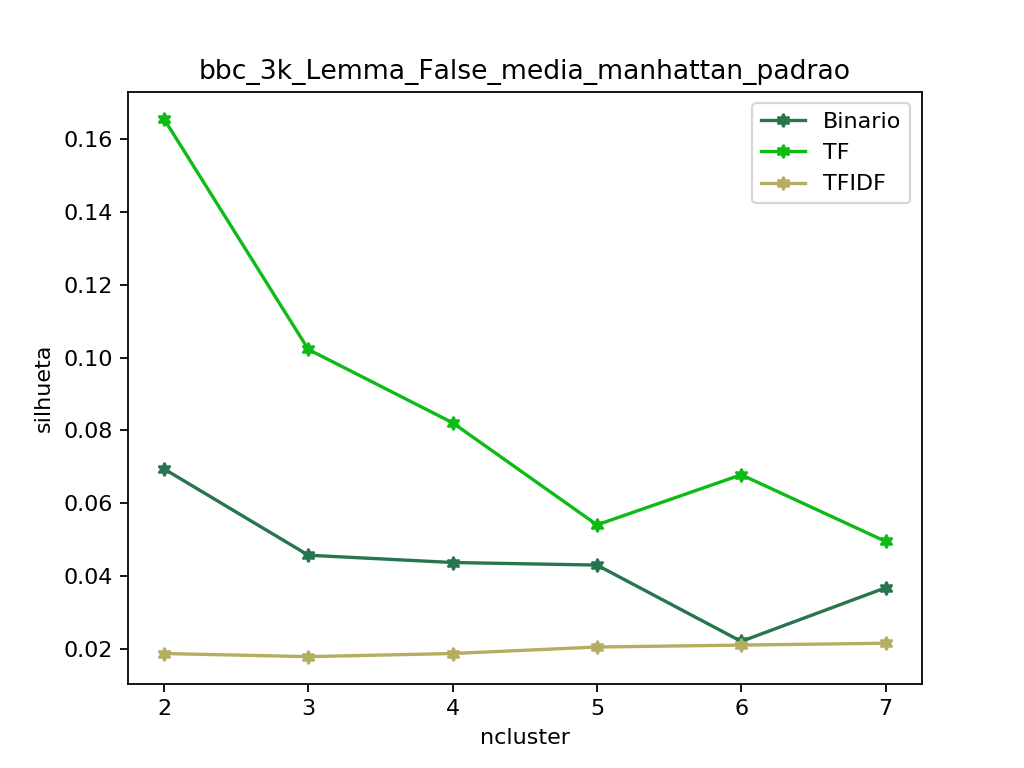 bbc_3k_Lemma_False_media_manhattan_padrao
Binario
TF
TFIDF
silhueta
0.16
0.14
0.12
0.10
0.08
0.06
0.04
0.02
2 3 4 5 6 7
ncluster